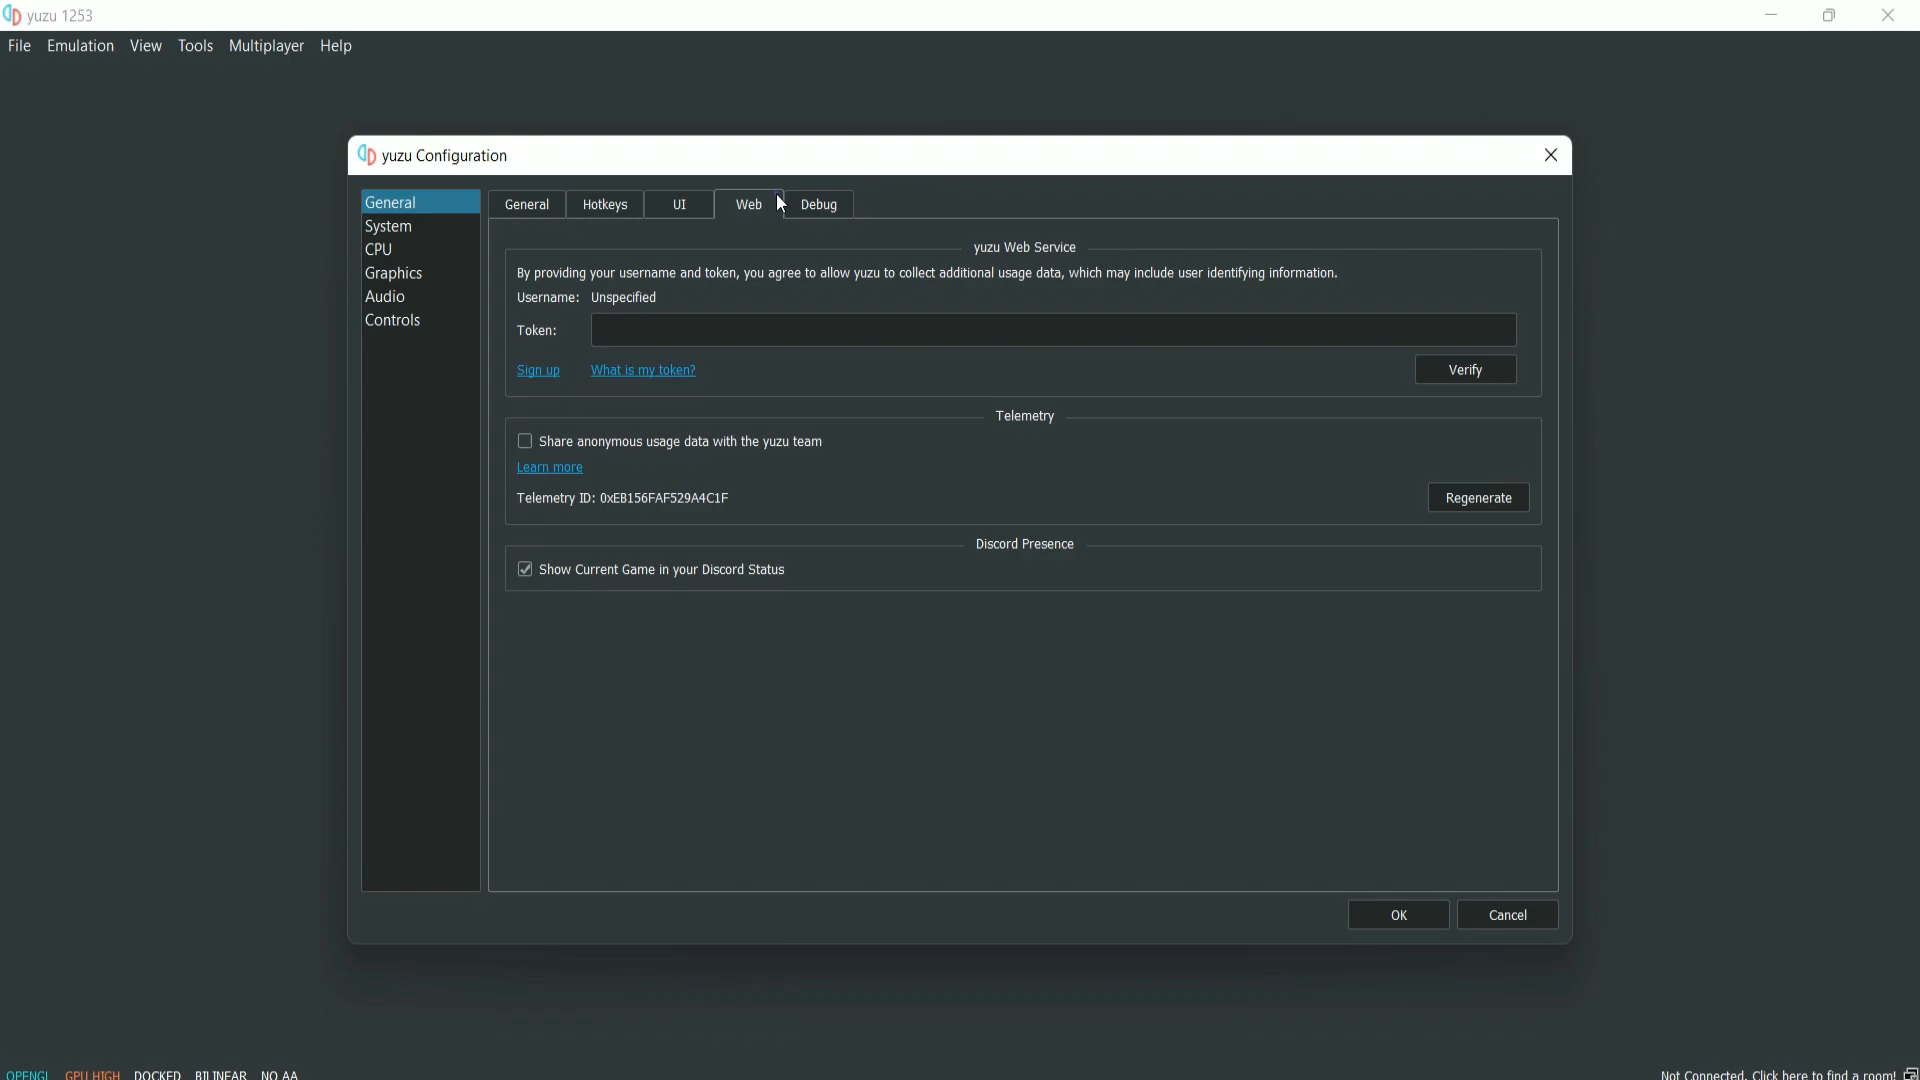 yuzu 1253
File Emulation View Tools Multiplayer Help
yuzu Configuration
General
System
CPU
Graphics
Audio
Controls
General Hotkeys UI Web Debug
yuzu Web Service
By providing your username and token, you agree to allow yuzu to collect additional usage data, which may include user identifying information.
Username: Unspecified
Token:
Sign up What is my token? Verify
Telemetry
Share anonymous usage data with the yuzu team
Learn more
Telemetry ID: 0xEB156FAF529A4C1F Regenerate
Discord Presence
Show Current Game in your Discord Status
OK Cancel
OPENGL GPU HIGH DOCKED BILINEAR NO AA Not Connected. Click here to find a room!